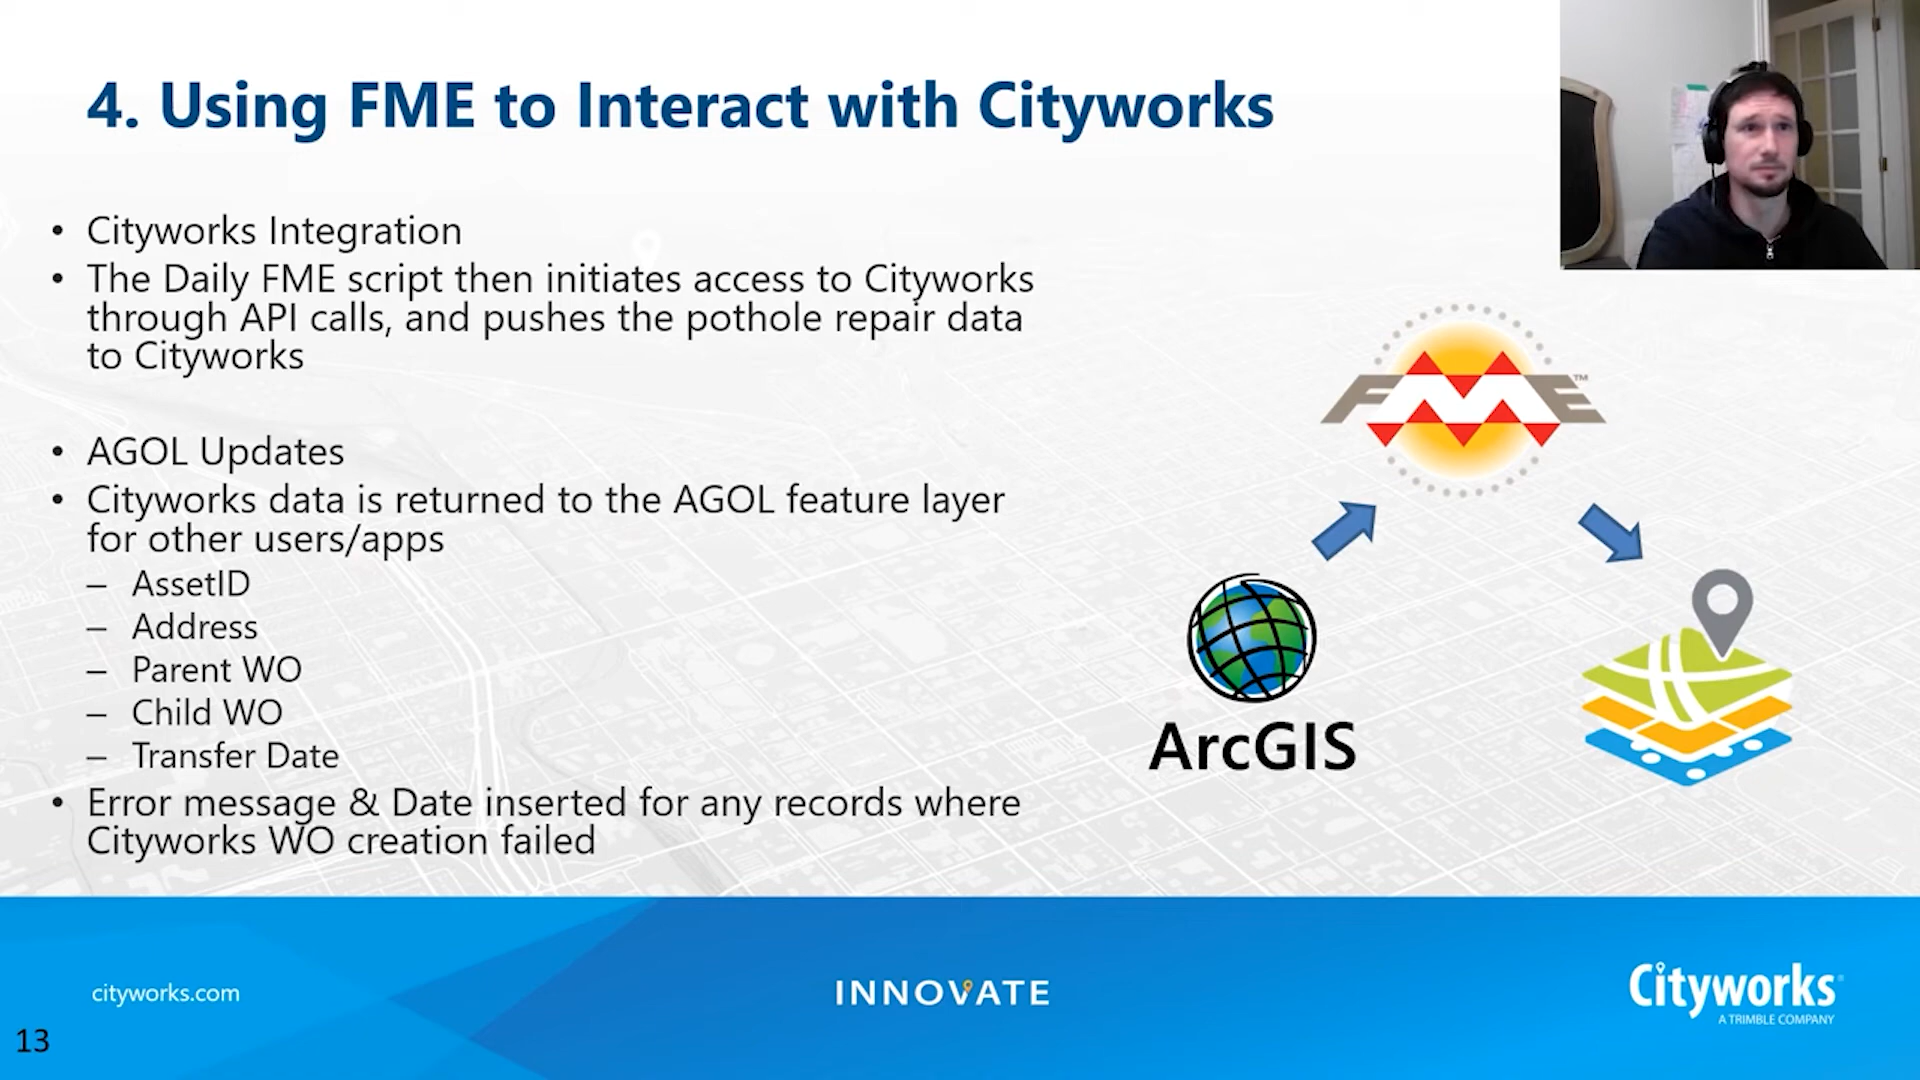 4. Using FME to Interact with Cityworks
• Cityworks Integration
• The Daily FME script then initiates access to Cityworks
through API calls, and pushes the pothole repair data
to Cityworks
• AGOL Updates
• Cityworks data is returned to the AGOL feature layer
for other users/apps
– AssetID
– Address
– Parent WO
– Child WO
– Transfer Date
• Error message & Date inserted for any records where
Cityworks WO creation failed
FME™
ArcGIS
cityworks.com
INNOVATE
Cityworks®
A TRIMBLE COMPANY
13